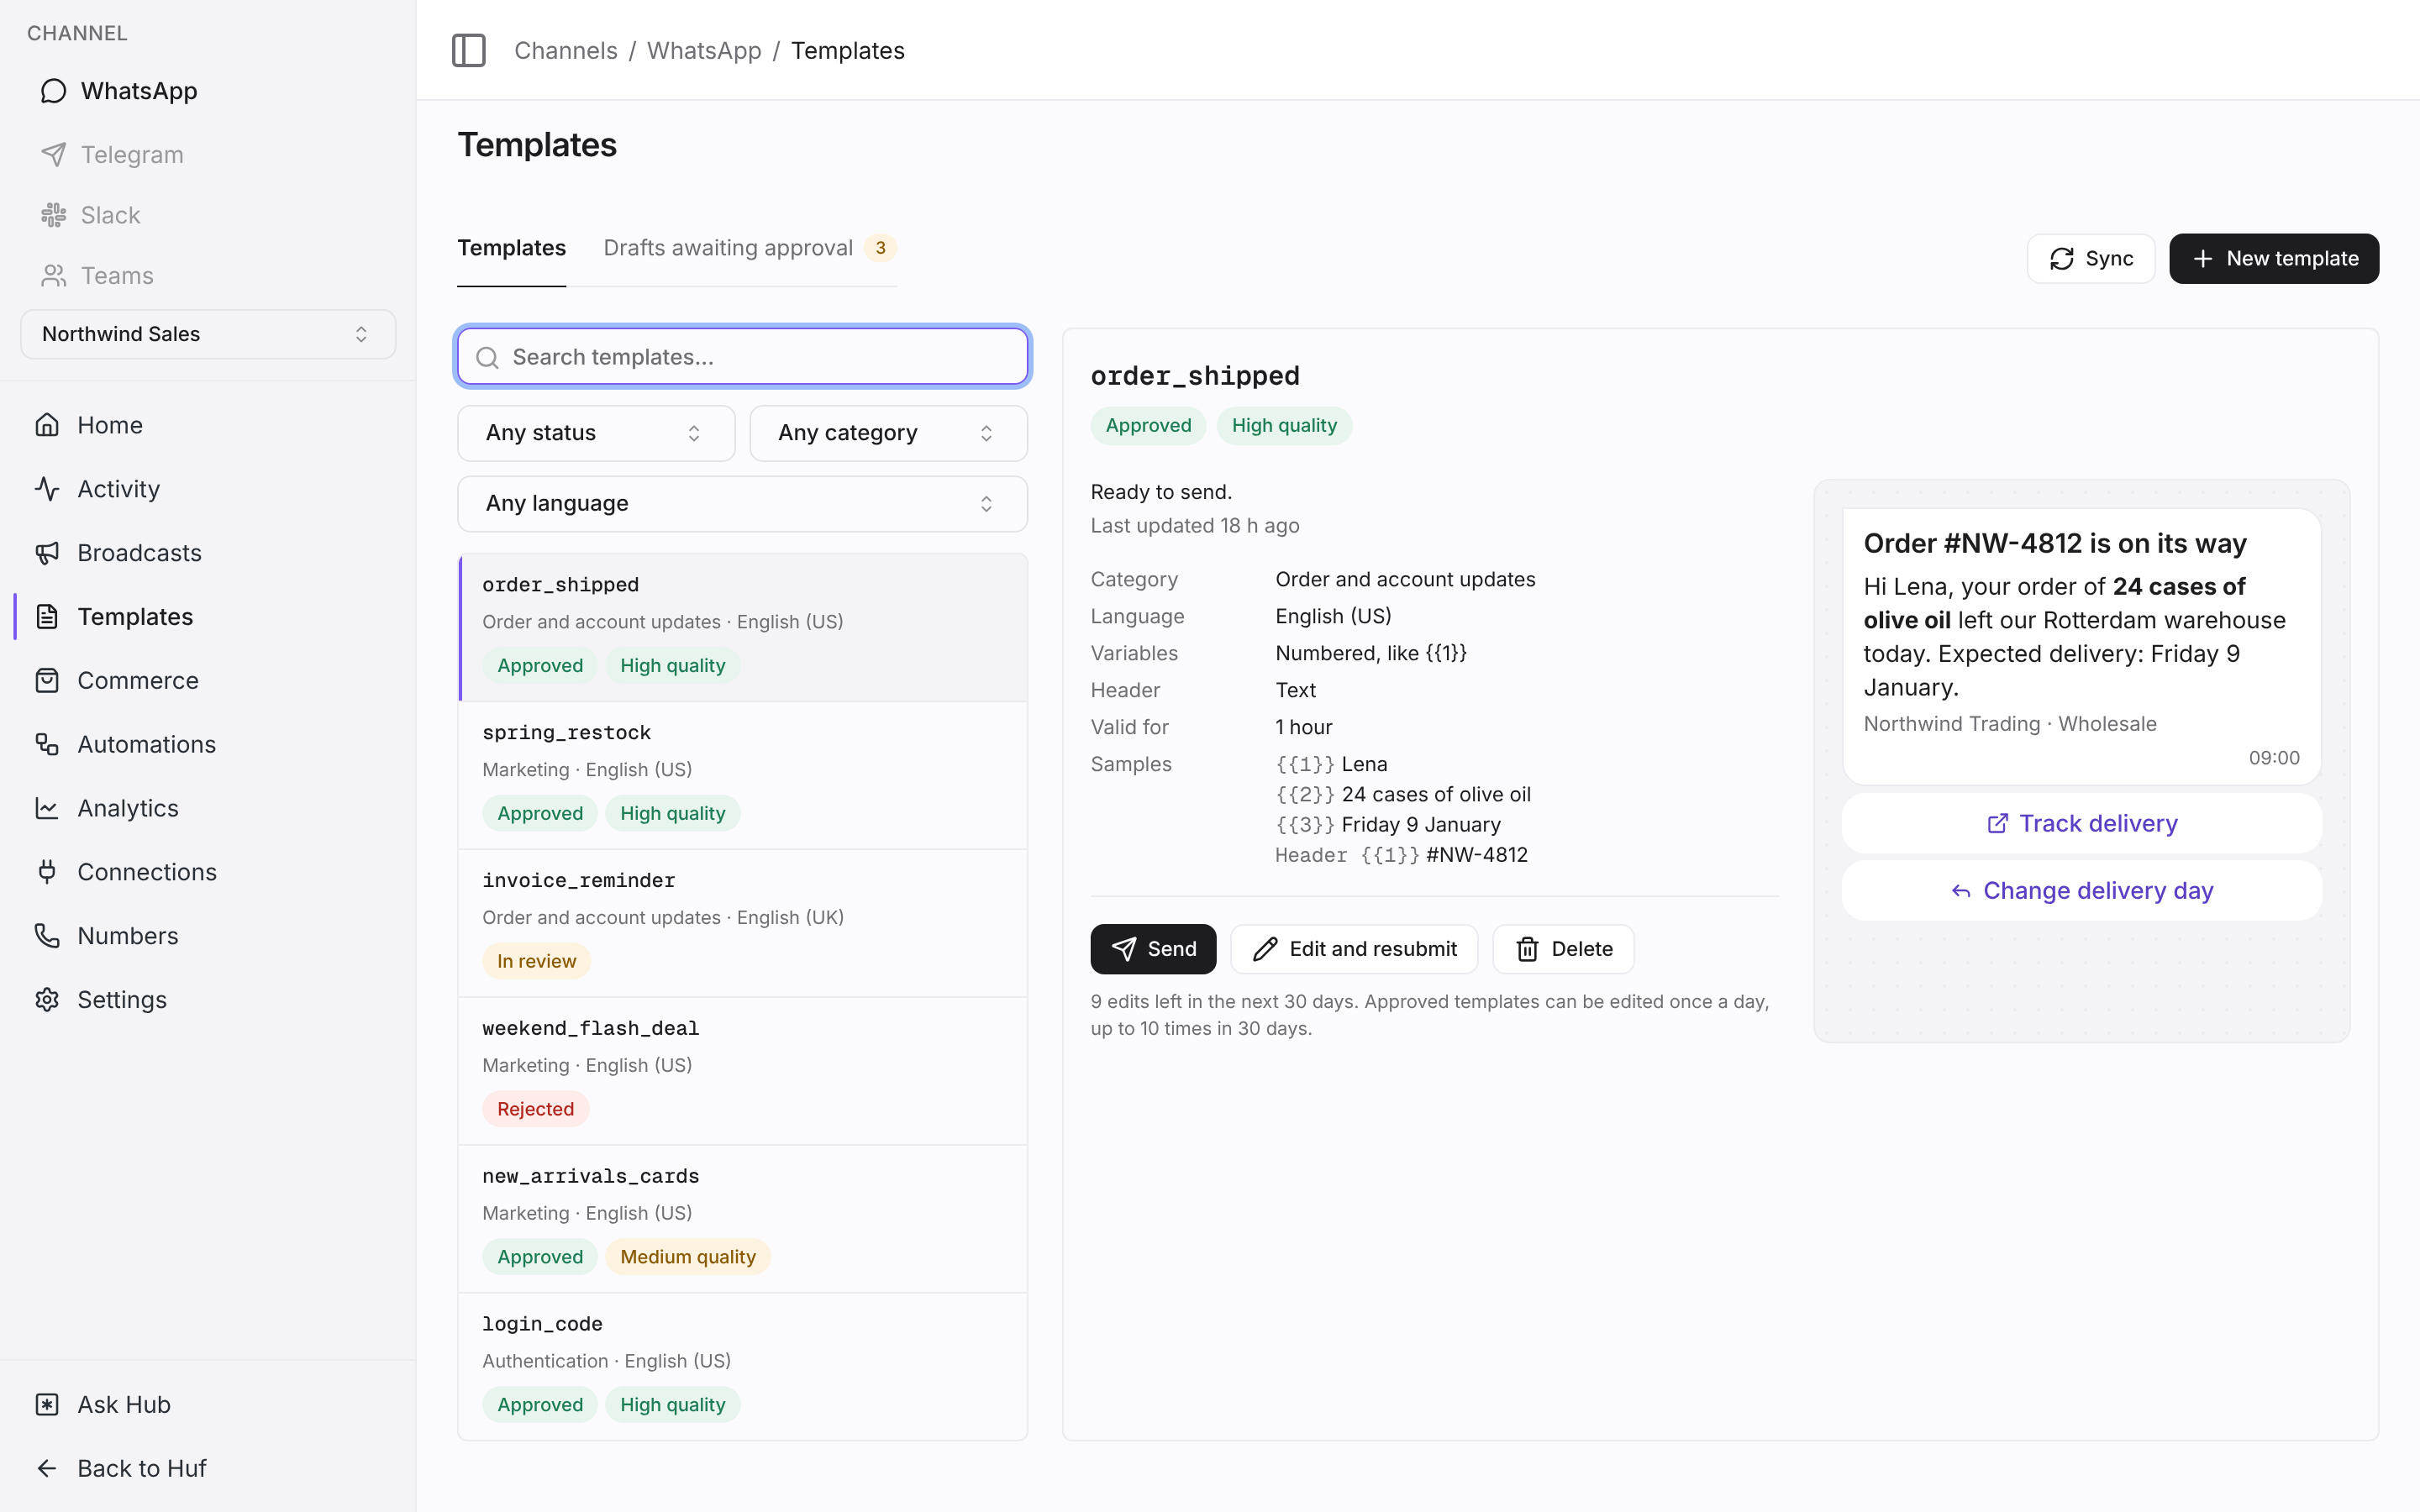 CHANNEL
WhatsApp
Telegram
Slack
Teams
Northwind Sales
Home
Activity
Broadcasts
Templates
Commerce
Automations
Analytics
Connections
Numbers
Settings
Ask Hub
Back to Huf
Channels / WhatsApp / Templates
Templates
Templates
Drafts awaiting approval 3
Sync
New template
Search templates...
Any status
Any category
Any language
order_shipped
Order and account updates · English (US)
Approved
High quality
spring_restock
Marketing · English (US)
Approved
High quality
invoice_reminder
Order and account updates · English (UK)
In review
weekend_flash_deal
Marketing · English (US)
Rejected
new_arrivals_cards
Marketing · English (US)
Approved
Medium quality
login_code
Authentication · English (US)
Approved
High quality
order_shipped
Approved
High quality
Ready to send.
Last updated 18 h ago
Category Order and account updates
Language English (US)
Variables Numbered, like {{1}}
Header Text
Valid for 1 hour
Samples {{1}} Lena
{{2}} 24 cases of olive oil
{{3}} Friday 9 January
Header {{1}} #NW-4812
Send
Edit and resubmit
Delete
9 edits left in the next 30 days. Approved templates can be edited once a day,
up to 10 times in 30 days.
Order #NW-4812 is on its way
Hi Lena, your order of 24 cases of
olive oil left our Rotterdam warehouse
today. Expected delivery: Friday 9
January.
Northwind Trading · Wholesale
09:00
Track delivery
Change delivery day